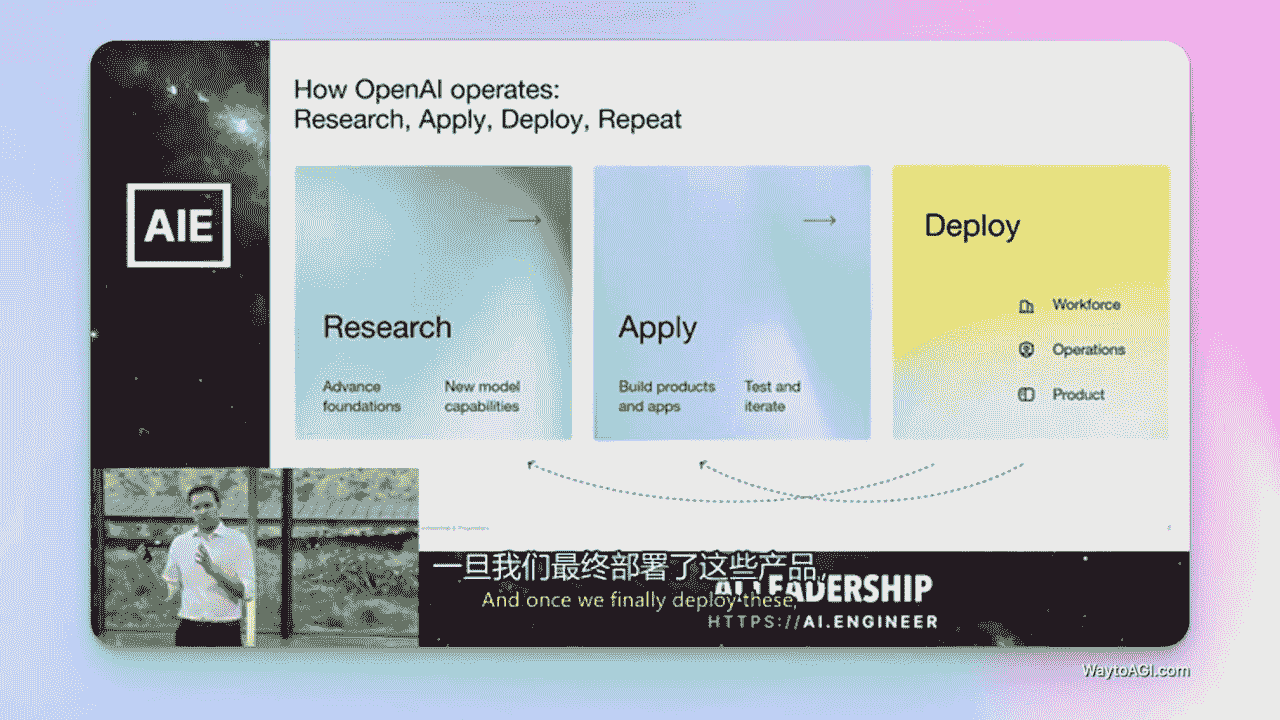 How OpenAI operates:
Research, Apply, Deploy, Repeat
AIE
Research
Advance
foundations
New model
capabilities
Apply
Build products
and apps
Test and
iterate
Deploy
Workforce
Operations
Product
一旦我们最终部署了这些产品,
And once we finally deploy these,
AI LEADERSHIP
HTTPS://AI.ENGINEER
WaytoAGI.com